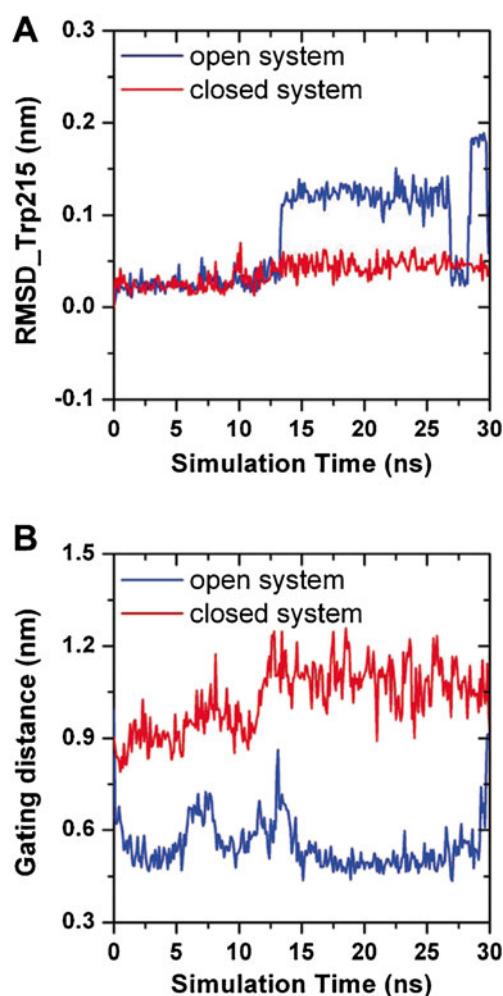 A
0.3
0.2
0.1
0.0
-0.1
RMSD_Trp215 (nm)
open system
closed system
0 5 10 15 20 25 30
Simulation Time (ns)
B
1.5
1.2
0.9
0.6
0.3
Gating distance (nm)
open system
closed system
0 5 10 15 20 25 30
Simulation Time (ns)